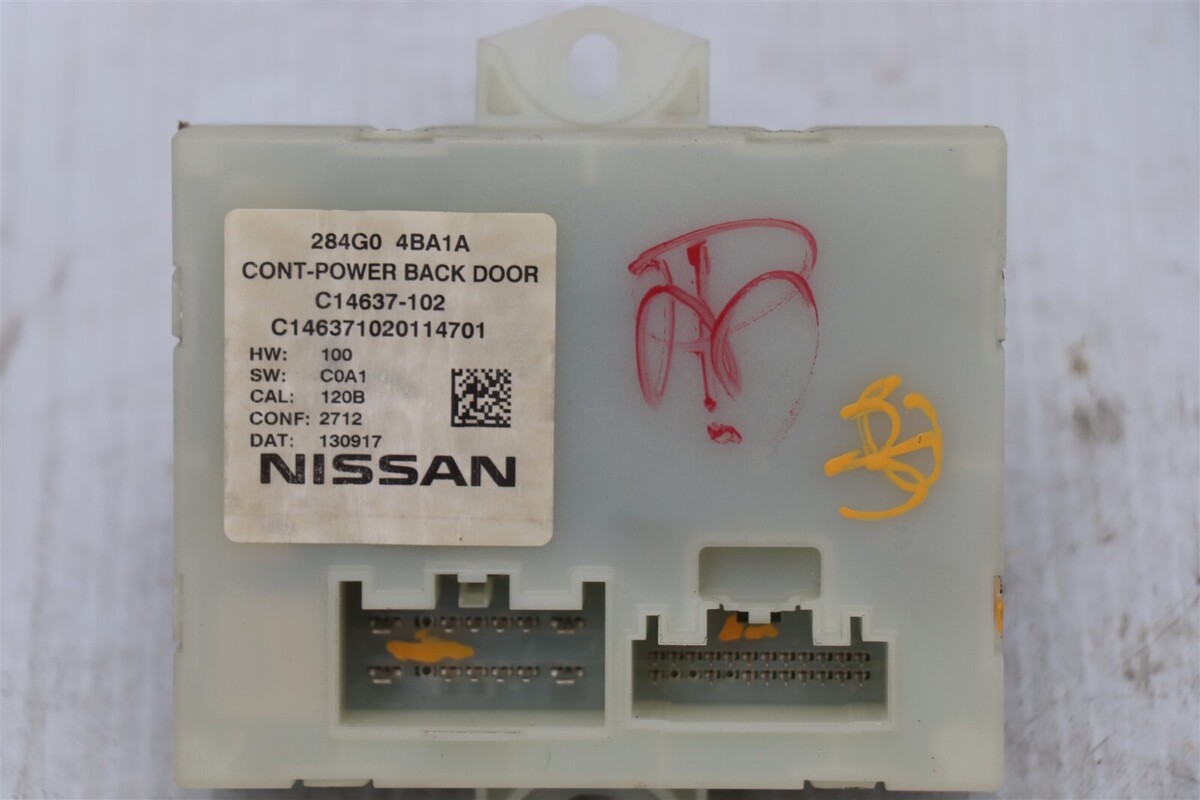 284G0 4BA1A
CONT-POWER BACK DOOR
C14637-102
C146371020114701
HW: 100
SW: C0A1
CAL: 120B
CONF: 2712
DAT: 130917
NISSAN